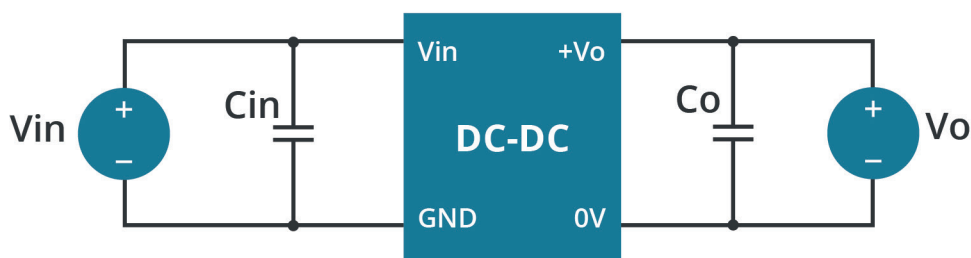 Vin
+
−
Cin
Vin
+Vo
DC-DC
GND
0V
Co
+
−
Vo